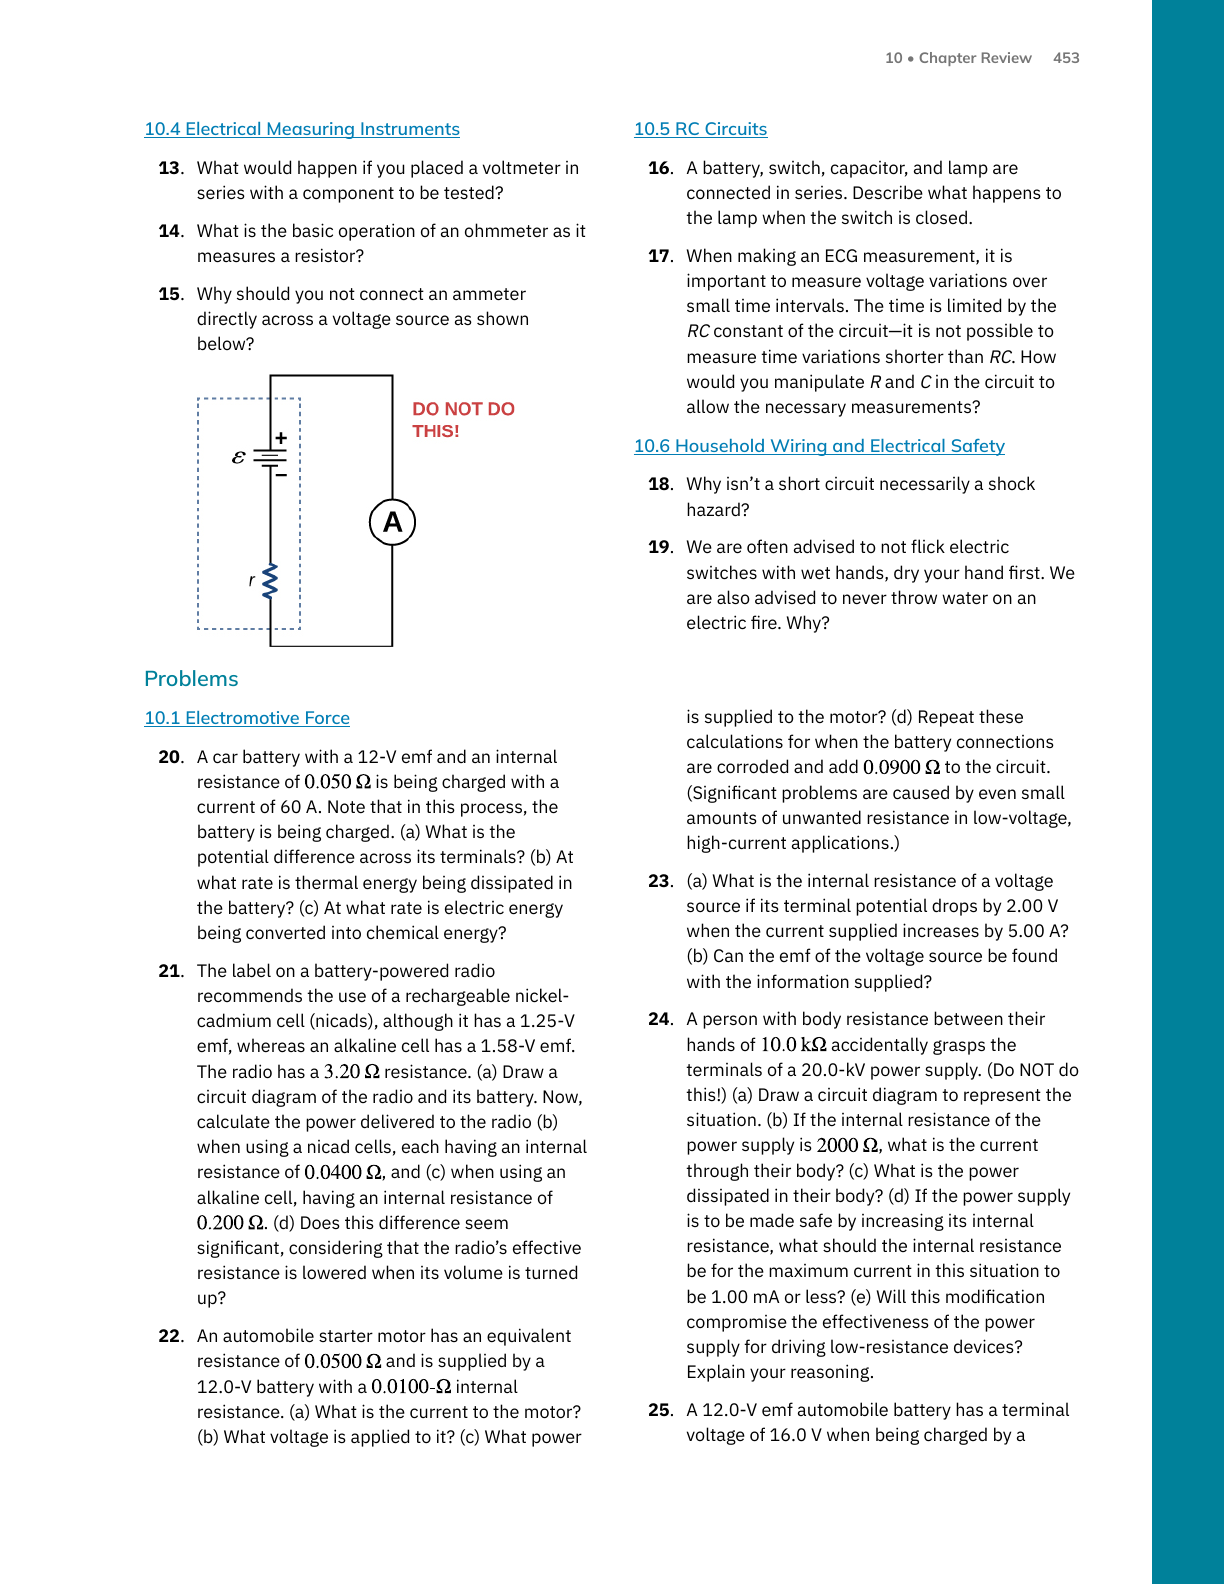 10 • Chapter Review 453
10.4 Electrical Measuring Instruments
13. What would happen if you placed a voltmeter in
series with a component to be tested?
14. What is the basic operation of an ohmmeter as it
measures a resistor?
15. Why should you not connect an ammeter
directly across a voltage source as shown
below?
DO NOT DO
THIS!
+
ε
−
A
r
10.5 RC Circuits
16. A battery, switch, capacitor, and lamp are
connected in series. Describe what happens to
the lamp when the switch is closed.
17. When making an ECG measurement, it is
important to measure voltage variations over
small time intervals. The time is limited by the
RC constant of the circuit—it is not possible to
measure time variations shorter than RC. How
would you manipulate R and C in the circuit to
allow the necessary measurements?
10.6 Household Wiring and Electrical Safety
18. Why isn’t a short circuit necessarily a shock
hazard?
19. We are often advised to not flick electric
switches with wet hands, dry your hand first. We
are also advised to never throw water on an
electric fire. Why?
Problems
10.1 Electromotive Force
20. A car battery with a 12-V emf and an internal
resistance of 0.050 Ω is being charged with a
current of 60 A. Note that in this process, the
battery is being charged. (a) What is the
potential difference across its terminals? (b) At
what rate is thermal energy being dissipated in
the battery? (c) At what rate is electric energy
being converted into chemical energy?
21. The label on a battery-powered radio
recommends the use of a rechargeable nickel-
cadmium cell (nicads), although it has a 1.25-V
emf, whereas an alkaline cell has a 1.58-V emf.
The radio has a 3.20 Ω resistance. (a) Draw a
circuit diagram of the radio and its battery. Now,
calculate the power delivered to the radio (b)
when using a nicad cells, each having an internal
resistance of 0.0400 Ω, and (c) when using an
alkaline cell, having an internal resistance of
0.200 Ω. (d) Does this difference seem
significant, considering that the radio’s effective
resistance is lowered when its volume is turned
up?
22. An automobile starter motor has an equivalent
resistance of 0.0500 Ω and is supplied by a
12.0-V battery with a 0.0100-Ω internal
resistance. (a) What is the current to the motor?
(b) What voltage is applied to it? (c) What power
is supplied to the motor? (d) Repeat these
calculations for when the battery connections
are corroded and add 0.0900 Ω to the circuit.
(Significant problems are caused by even small
amounts of unwanted resistance in low-voltage,
high-current applications.)
23. (a) What is the internal resistance of a voltage
source if its terminal potential drops by 2.00 V
when the current supplied increases by 5.00 A?
(b) Can the emf of the voltage source be found
with the information supplied?
24. A person with body resistance between their
hands of 10.0 kΩ accidentally grasps the
terminals of a 20.0-kV power supply. (Do NOT do
this!) (a) Draw a circuit diagram to represent the
situation. (b) If the internal resistance of the
power supply is 2000 Ω, what is the current
through their body? (c) What is the power
dissipated in their body? (d) If the power supply
is to be made safe by increasing its internal
resistance, what should the internal resistance
be for the maximum current in this situation to
be 1.00 mA or less? (e) Will this modification
compromise the effectiveness of the power
supply for driving low-resistance devices?
Explain your reasoning.
25. A 12.0-V emf automobile battery has a terminal
voltage of 16.0 V when being charged by a